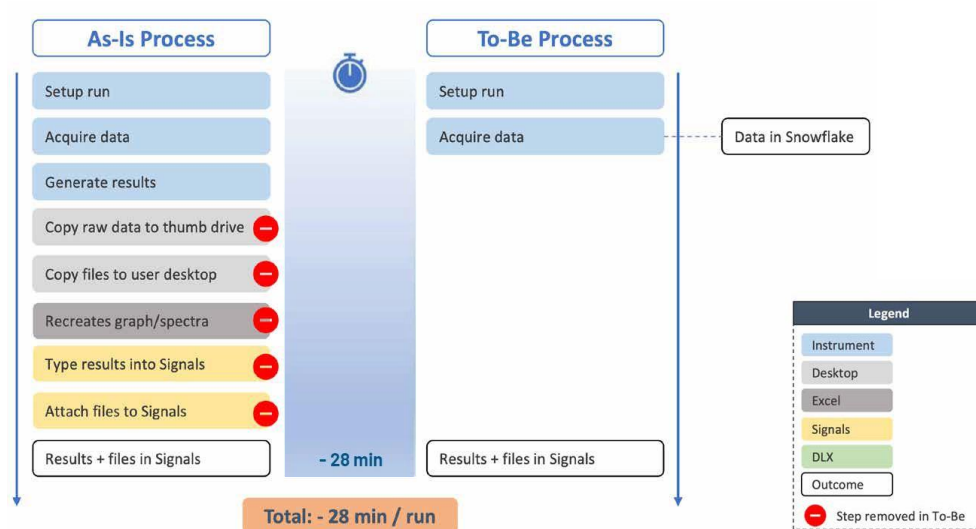 As-Is Process
To-Be Process
Setup run
Setup run
Acquire data
Acquire data
Data in Snowflake
Generate results
Copy raw data to thumb drive
Copy files to user desktop
Recreates graph/spectra
Type results into Signals
Attach files to Signals
Results + files in Signals
- 28 min
Results + files in Signals
Total: - 28 min / run
Legend
Instrument
Desktop
Excel
Signals
DLX
Outcome
Step removed in To-Be